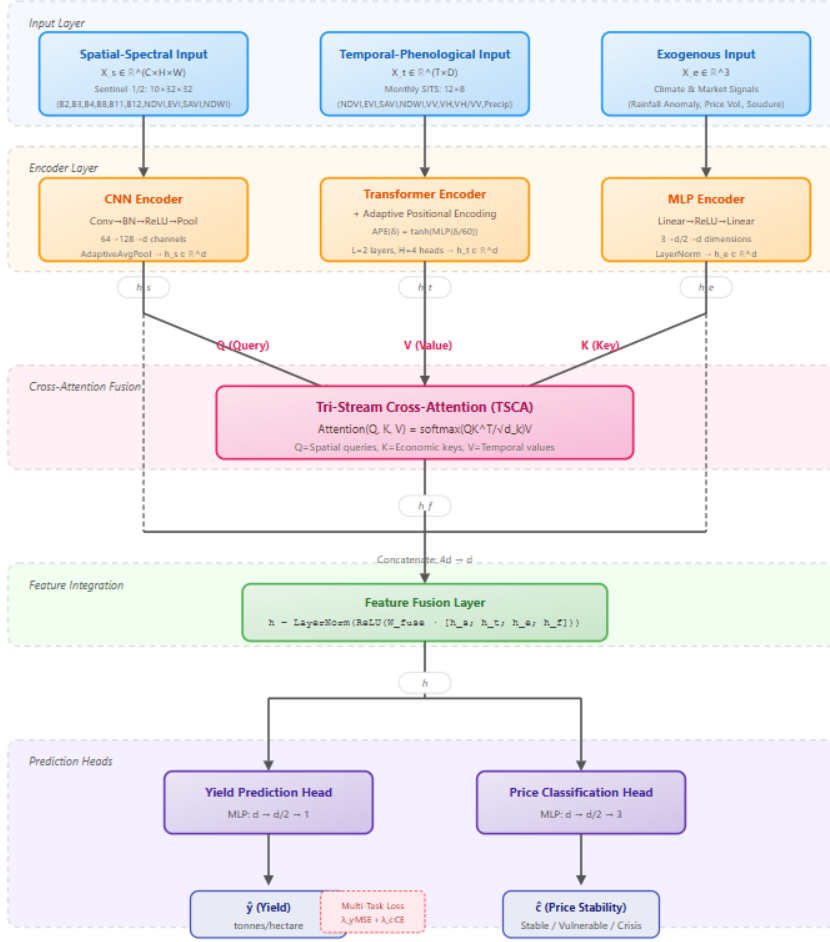 Input Layer
Spatial-Spectral Input
X_s ∈ ℝ^(C×H×W)
Sentinel-1/2: 10×32×32
(B2,B3,B4,B8,B11,B12,NDVI,EVI,SAVI,NDWI)
Temporal-Phenological Input
X_t ∈ ℝ^(T×D)
Monthly SITS: 12×8
(NDVI,EVI,SAVI,NDWI,VV,VH,VH/VV,Precip)
Exogenous Input
X_e ∈ ℝ^3
Climate & Market Signals
(Rainfall Anomaly, Price Vol., Soudure)
Encoder Layer
CNN Encoder
Conv→BN→ReLU→Pool
64→128→d channels
AdaptiveAvgPool → h_s ∈ ℝ^d
Transformer Encoder
+ Adaptive Positional Encoding
APE(δ) = tanh(MLP(δ/60))
L=2 layers, H=4 heads → h_t ∈ ℝ^d
MLP Encoder
Linear→ReLU→Linear
3→d/2→d dimensions
LayerNorm → h_e ∈ ℝ^d
h_s
h_t
h_e
Q (Query)
V (Value)
K (Key)
Cross-Attention Fusion
Tri-Stream Cross-Attention (TSCA)
Attention(Q, K, V) = softmax(QK^T/√d_k)V
Q=Spatial queries, K=Economic keys, V=Temporal values
h_f
Concatenate: 4d → d
Feature Integration
Feature Fusion Layer
h = LayerNorm(ReLU(W_fuse · [h_s; h_t; h_e; h_f]))
h
Prediction Heads
Yield Prediction Head
MLP: d → d/2 → 1
Price Classification Head
MLP: d → d/2 → 3
ŷ (Yield)
tonnes/hectare
Multi-Task Loss
λ_y·MSE + λ_c·CE
ĉ (Price Stability)
Stable / Vulnerable / Crisis